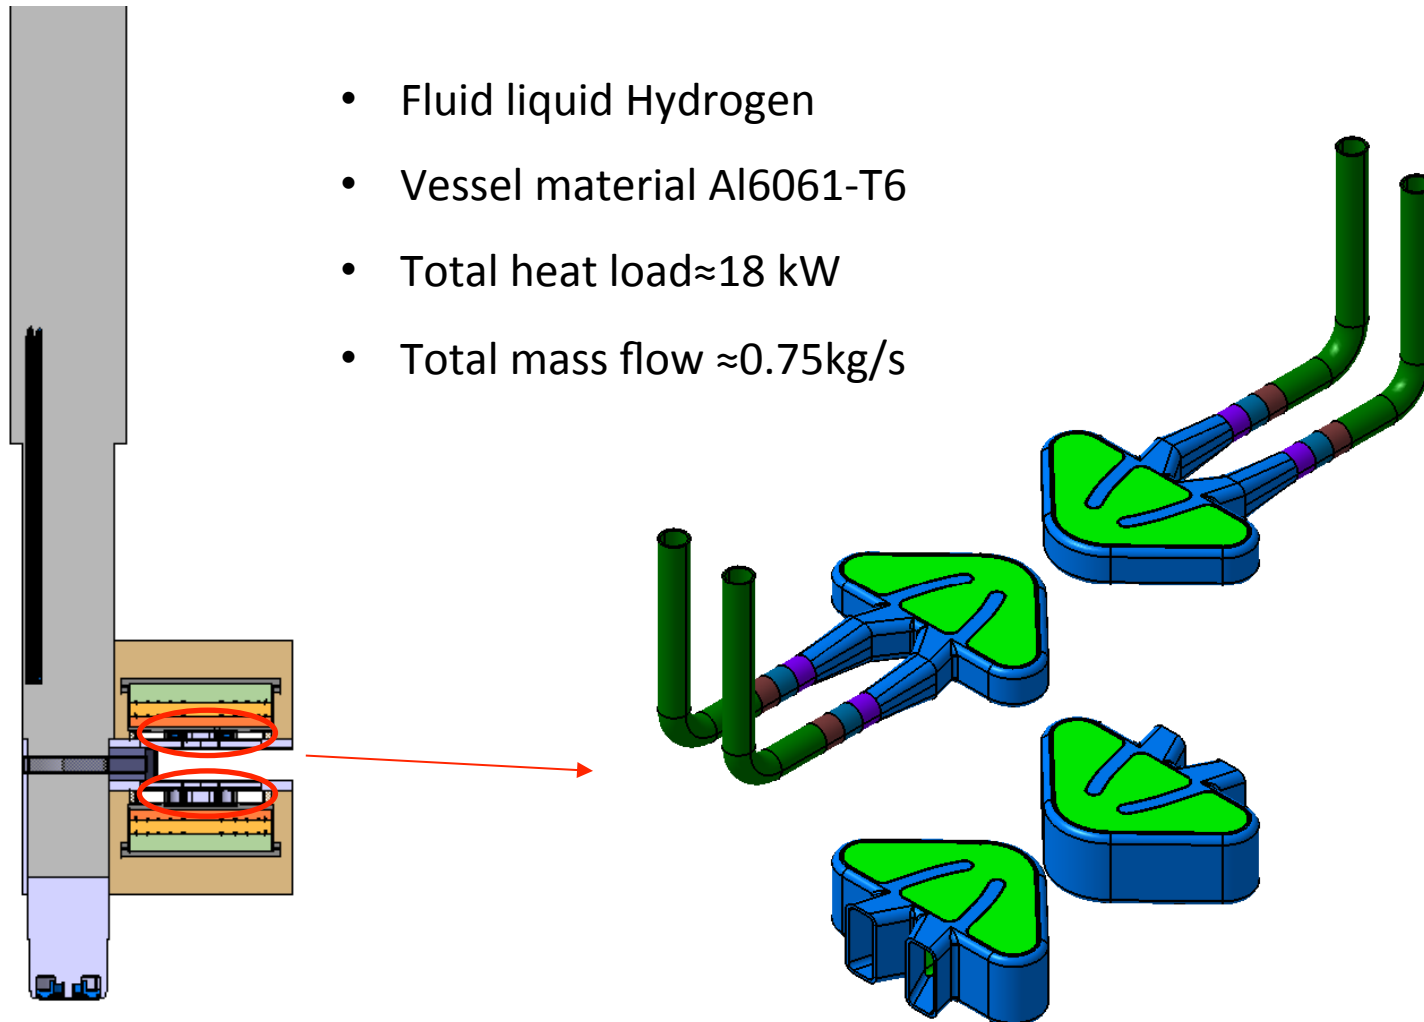 • Fluid liquid Hydrogen
• Vessel material Al6061-T6
• Total heat load≈18 kW
• Total mass flow ≈0.75kg/s